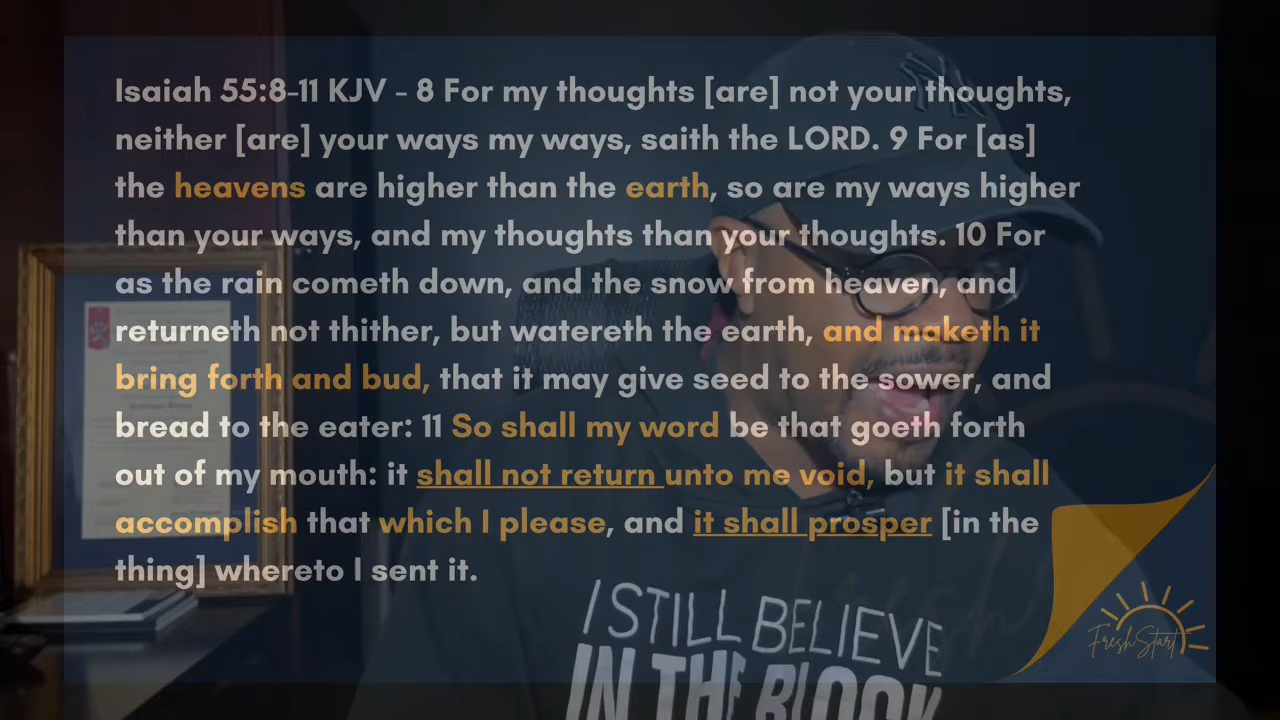 Isaiah 55:8-11 KJV - 8 For my thoughts [are] not your thoughts,
neither [are] your ways my ways, saith the LORD. 9 For [as]
the heavens are higher than the earth, so are my ways higher
than your ways, and my thoughts than your thoughts. 10 For
as the rain cometh down, and the snow from heaven, and
returneth not thither, but watereth the earth, and maketh it
bring forth and bud, that it may give seed to the sower, and
bread to the eater: 11 So shall my word be that goeth forth
out of my mouth: it shall not return unto me void, but it shall
accomplish that which I please, and it shall prosper [in the
thing] whereto I sent it.
I STILL BELIEVE
IN THE BLOOD
Fresh Start